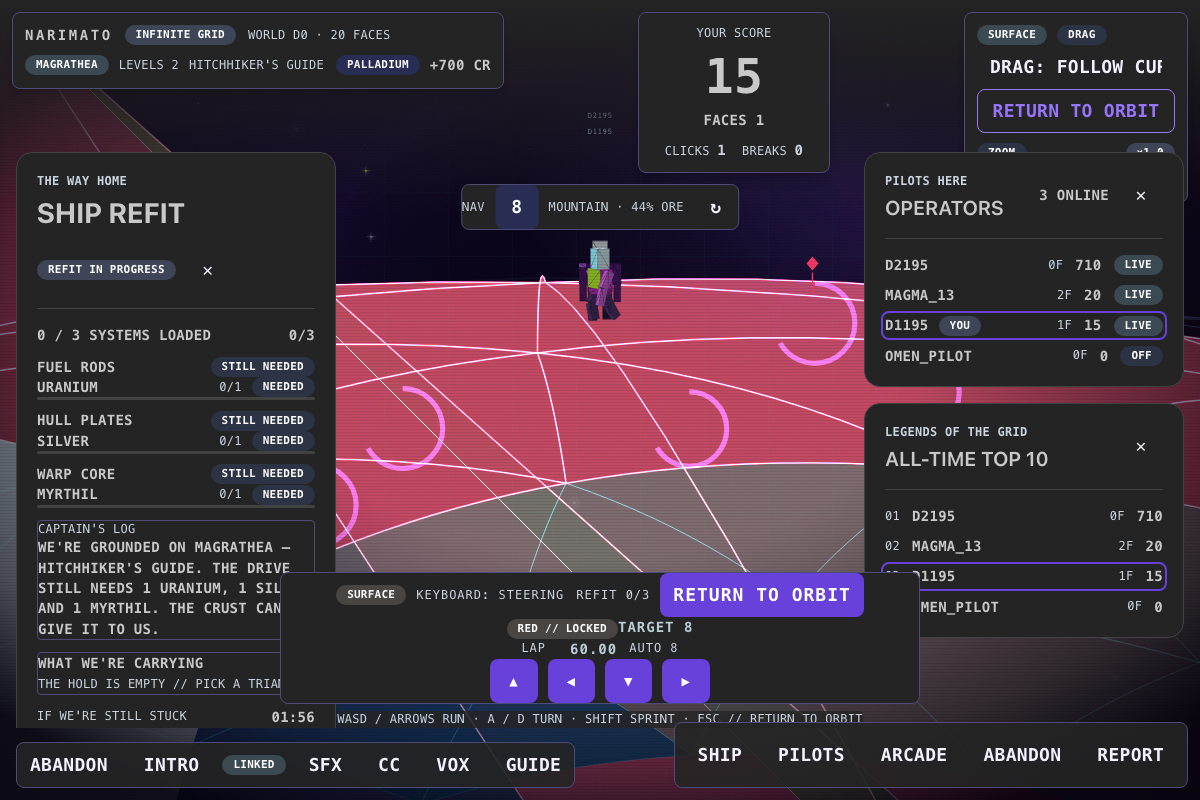 NARIMATO INFINITE GRID WORLD D0 · 20 FACES
MAGRATHEA LEVELS 2 HITCHHIKER'S GUIDE PALLADIUM +700 CR
YOUR SCORE
15
FACES 1
CLICKS 1 BREAKS 0
SURFACE DRAG
DRAG: FOLLOW CUR
RETURN TO ORBIT
D2195
D1195
NAV 8 MOUNTAIN · 44% ORE ↻
THE WAY HOME
SHIP REFIT
REFIT IN PROGRESS ×
0 / 3 SYSTEMS LOADED 0/3
FUEL RODS STILL NEEDED
URANIUM 0/1 NEEDED
HULL PLATES STILL NEEDED
SILVER 0/1 NEEDED
WARP CORE STILL NEEDED
MYRTHIL 0/1 NEEDED
CAPTAIN'S LOG
WE'RE GROUNDED ON MAGRATHEA —
HITCHHIKER'S GUIDE. THE DRIVE
STILL NEEDS 1 URANIUM, 1 SIL
AND 1 MYRTHIL. THE CRUST CAN
GIVE IT TO US.
WHAT WE'RE CARRYING
THE HOLD IS EMPTY // PICK A TRIAN
IF WE'RE STILL STUCK 01:56
PILOTS HERE
OPERATORS 3 ONLINE ×
D2195 0F 710 LIVE
MAGMA_13 2F 20 LIVE
D1195 YOU 1F 15 LIVE
OMEN_PILOT 0F 0 OFF
LEGENDS OF THE GRID
ALL-TIME TOP 10 ×
01 D2195 0F 710
02 MAGMA_13 2F 20
D1195 1F 15
OMEN_PILOT 0F 0
SURFACE KEYBOARD: STEERING REFIT 0/3 RETURN TO ORBIT
RED // LOCKED TARGET 8
LAP 60.00 AUTO 8
▲ ◀ ▼ ▶
WASD / ARROWS RUN · A / D TURN · SHIFT SPRINT · ESC // RETURN TO ORBIT
ABANDON INTRO LINKED SFX CC VOX GUIDE
SHIP PILOTS ARCADE ABANDON REPORT